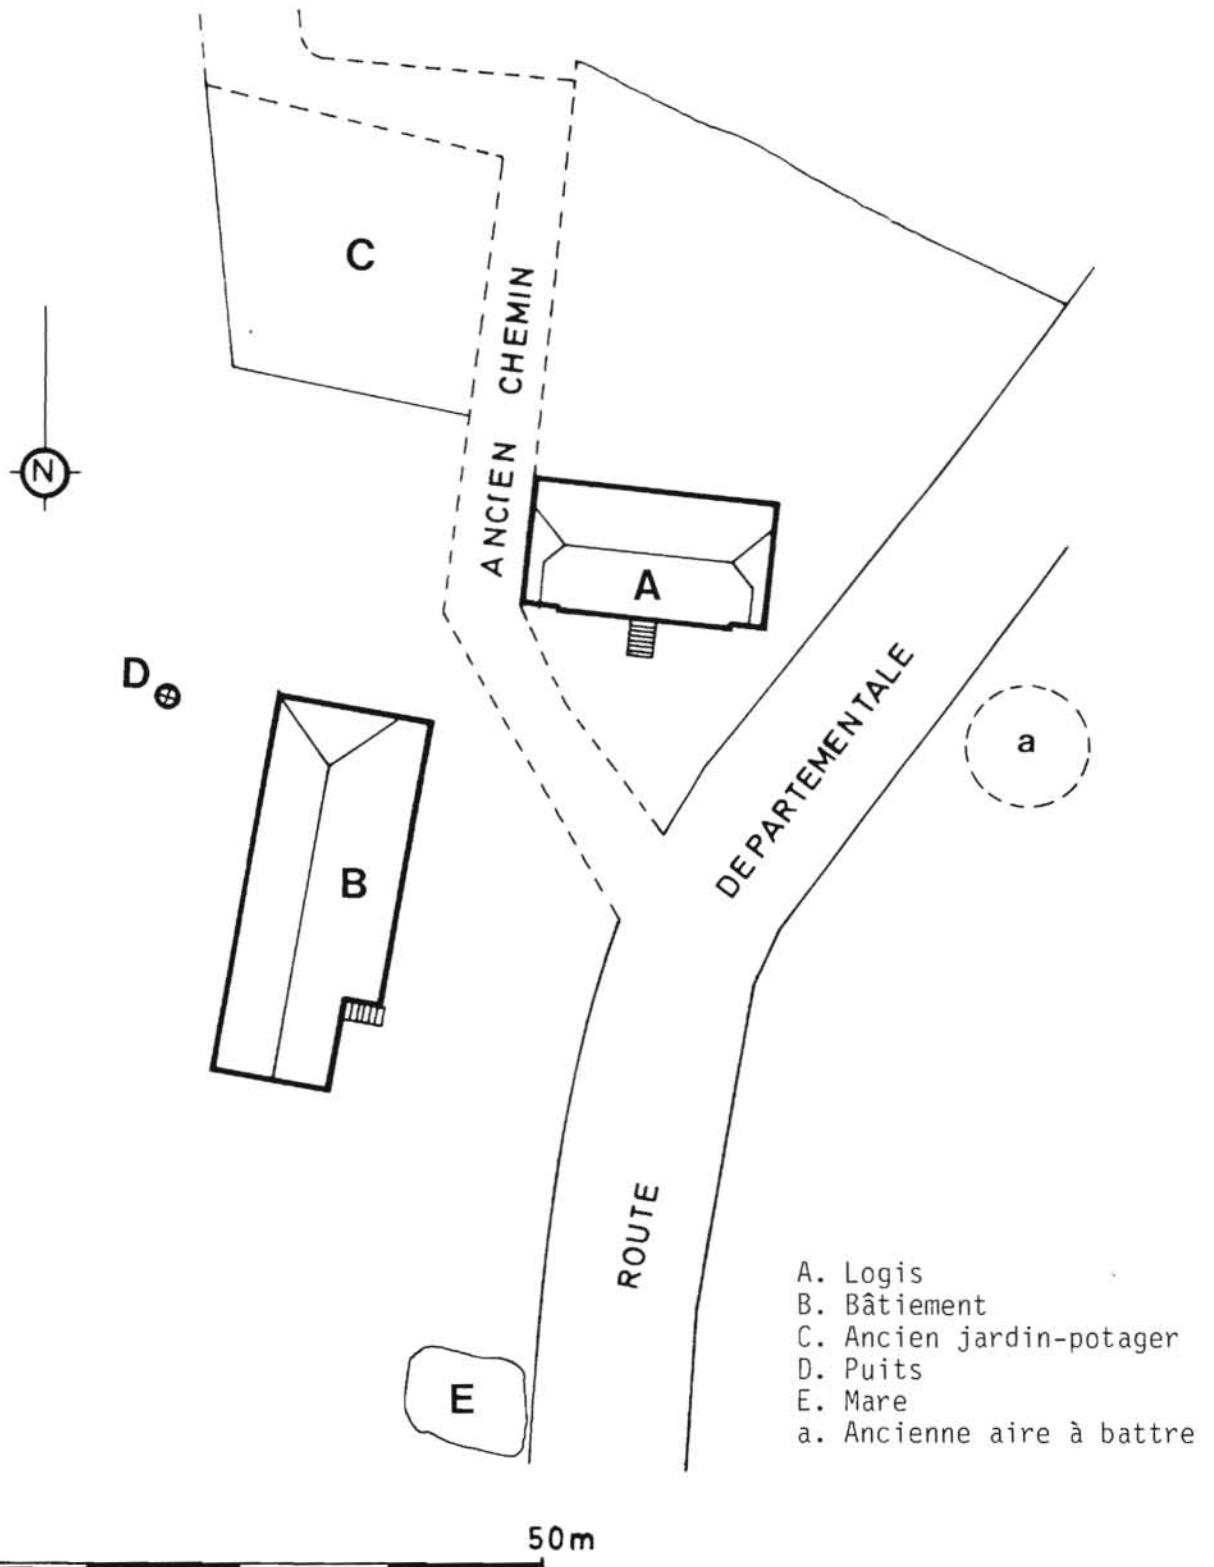 C
ANCIEN CHEMIN
N
A
D
a
DEPARTEMENTALE
B
ROUTE
A. Logis
B. Bâtiement
C. Ancien jardin-potager
D. Puits
E. Mare
a. Ancienne aire à battre
E
50m